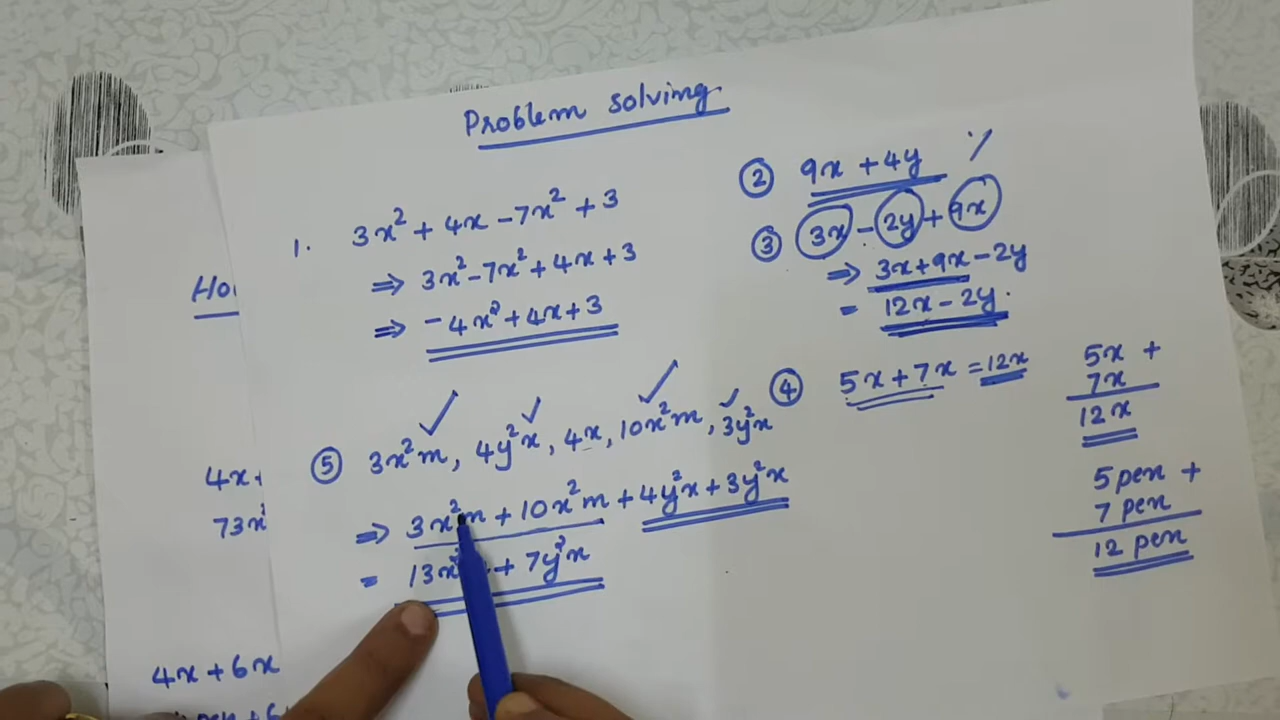 Problem solving
1. 3x² + 4x - 7x² + 3
⇒ 3x² - 7x² + 4x + 3
⇒ -4x² + 4x + 3
② 9x + 4y
③ 3x - 2y + 9x
⇒ 3x + 9x - 2y
= 12x - 2y.
④ 5x + 7x = 12x
5x +
7x
12x
5 pen +
7 pen
12 pen
⑤ 3x²m, 4y²x, 4x, 10x²m, 3y²x
⇒ 3x²m + 10x²m + 4y²x + 3y²x
= 13x² + 7y²x
4x+
73x
4x + 6x